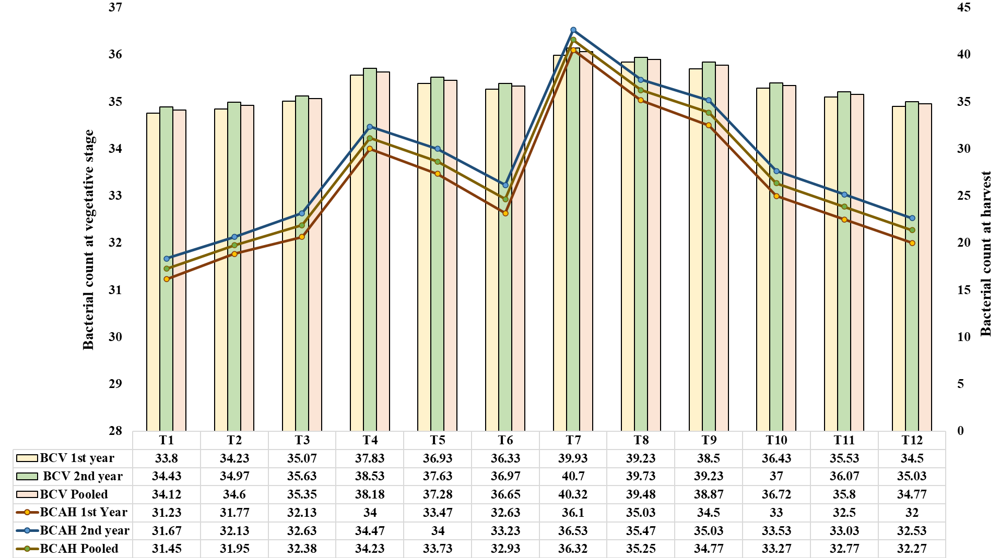 37
36
35
34
33
32
31
30
29
28
Bacterial count at vegetative stage
45
40
35
30
25
20
15
10
5
0
Bacterial count at harvest
T1 T2 T3 T4 T5 T6 T7 T8 T9 T10 T11 T12
BCV 1st year 33.8 34.23 35.07 37.83 36.93 36.33 39.93 39.23 38.5 36.43 35.53 34.5
BCV 2nd year 34.43 34.97 35.63 38.53 37.63 36.97 40.7 39.73 39.23 37 36.07 35.03
BCV Pooled 34.12 34.6 35.35 38.18 37.28 36.65 40.32 39.48 38.87 36.72 35.8 34.77
BCAH 1st Year 31.23 31.77 32.13 34 33.47 32.63 36.1 35.03 34.5 33 32.5 32
BCAH 2nd year 31.67 32.13 32.63 34.47 34 33.23 36.53 35.47 35.03 33.53 33.03 32.53
BCAH Pooled 31.45 31.95 32.38 34.23 33.73 32.93 36.32 35.25 34.77 33.27 32.77 32.27